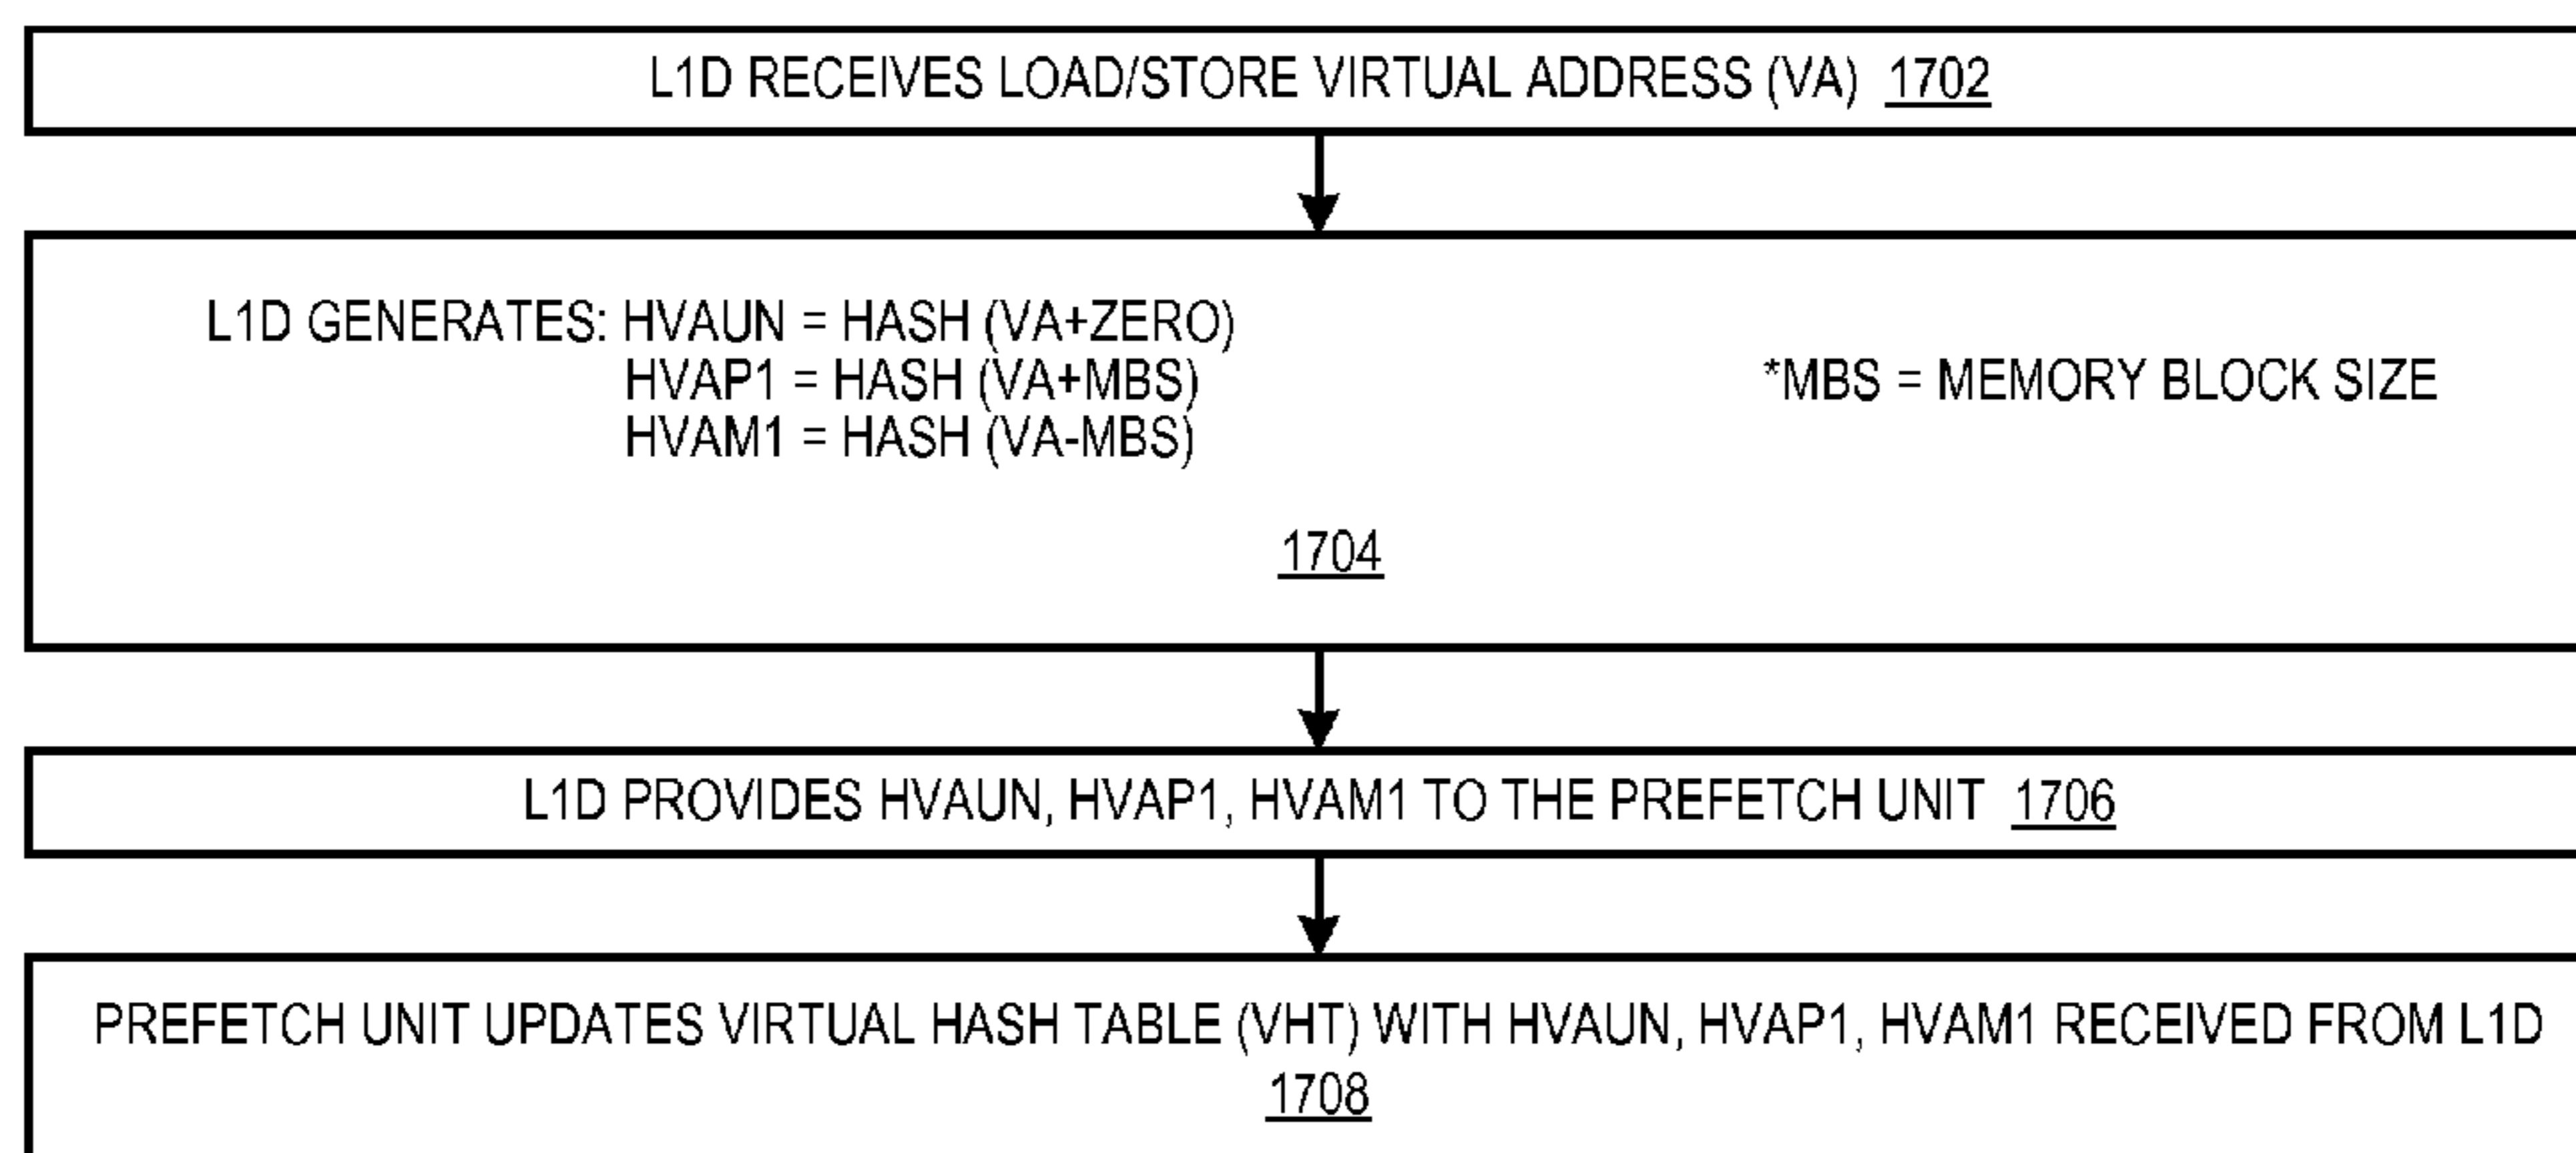 L1D RECEIVES LOAD/STORE VIRTUAL ADDRESS (VA) 1702
L1D GENERATES: HVAUN = HASH (VA+ZERO)
HVAP1 = HASH (VA+MBS)
HVAM1 = HASH (VA-MBS)
*MBS = MEMORY BLOCK SIZE
1704
L1D PROVIDES HVAUN, HVAP1, HVAM1 TO THE PREFETCH UNIT 1706
PREFETCH UNIT UPDATES VIRTUAL HASH TABLE (VHT) WITH HVAUN, HVAP1, HVAM1 RECEIVED FROM L1D
1708